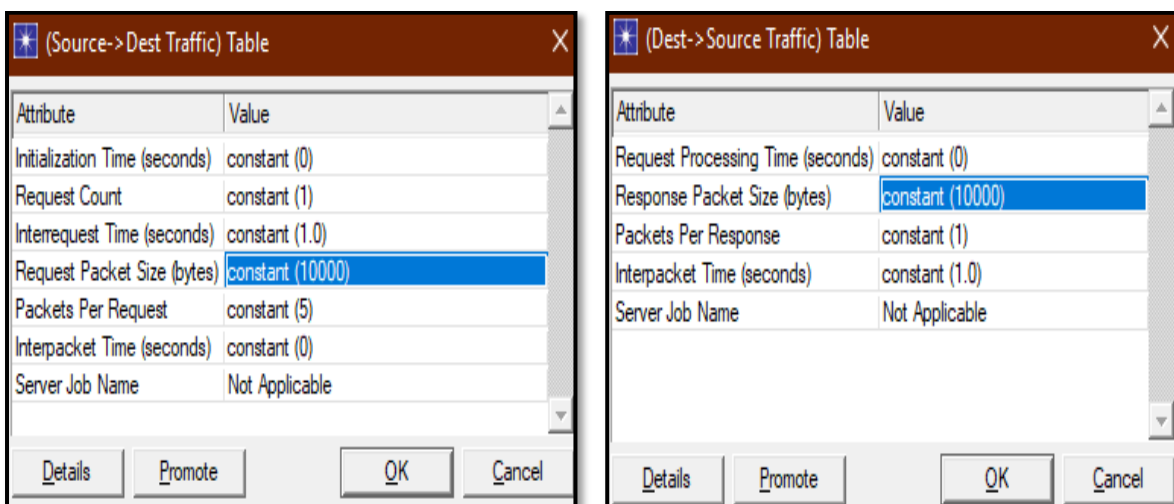 (Source->Dest Traffic) Table
X
Attribute Value
Initialization Time (seconds) constant (0)
Request Count constant (1)
Interrequest Time (seconds) constant (1.0)
Request Packet Size (bytes) constant (10000)
Packets Per Request constant (5)
Interpacket Time (seconds) constant (0)
Server Job Name Not Applicable
Details Promote OK Cancel
(Dest->Source Traffic) Table
X
Attribute Value
Request Processing Time (seconds) constant (0)
Response Packet Size (bytes) constant (10000)
Packets Per Response constant (1)
Interpacket Time (seconds) constant (1.0)
Server Job Name Not Applicable
Details Promote OK Cancel